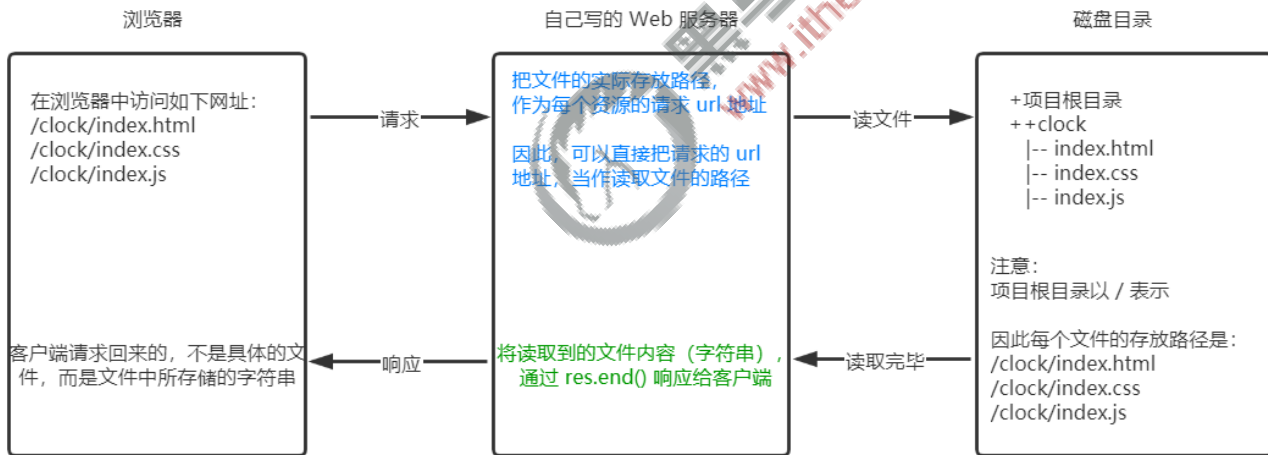 浏览器
自己写的 Web 服务器
磁盘目录
在浏览器中访问如下网址：
/clock/index.html
/clock/index.css
/clock/index.js
客户端请求回来的，不是具体的文
件，而是文件中所存储的字符串
请求
响应
把文件的实际存放路径，
作为每个资源的请求 url 地址
因此，可以直接把请求的 url
地址，当作读取文件的路径
将读取到的文件内容（字符串），
通过 res.end() 响应给客户端
读文件
读取完毕
+项目根目录
++clock
|-- index.html
|-- index.css
|-- index.js
注意：
项目根目录以 / 表示
因此每个文件的存放路径是：
/clock/index.html
/clock/index.css
/clock/index.js
黑马
www.ithe